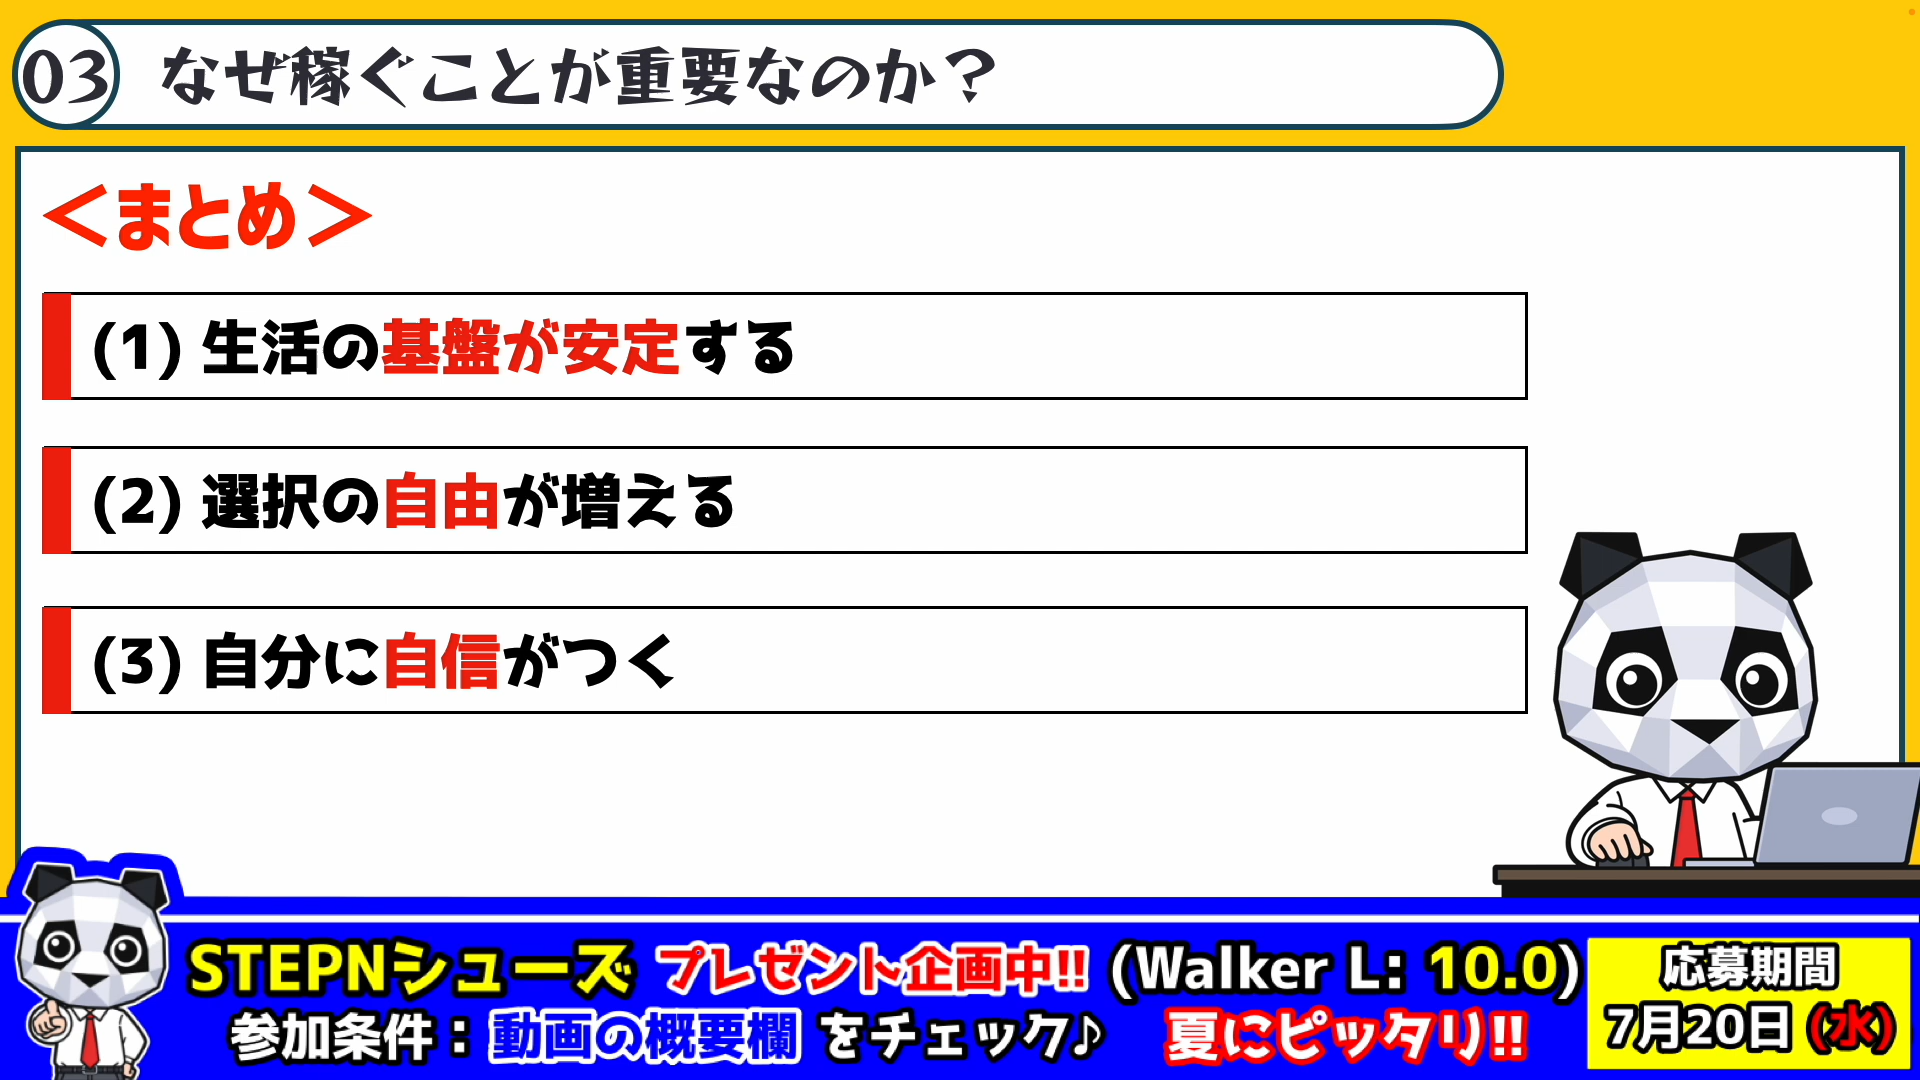 03 なぜ稼ぐことが重要なのか？
＜まとめ＞
(1) 生活の基盤が安定する
(2) 選択の自由が増える
(3) 自分に自信がつく
STEPNシューズ プレゼント企画中!! (Walker L: 10.0)
参加条件：動画の概要欄 をチェック♪ 夏にピッタリ!!
応募期間
7月20日(水)